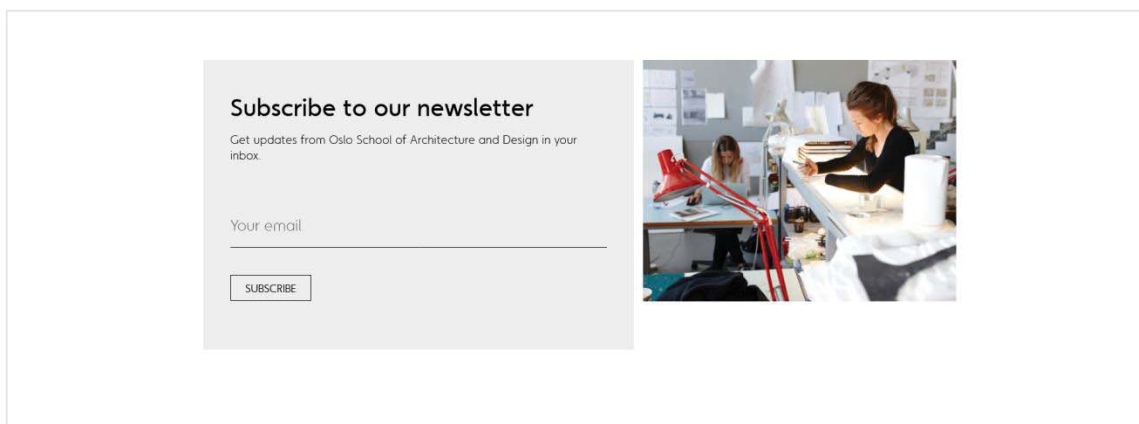 Subscribe to our newsletter
Get updates from Oslo School of Architecture and Design in your
inbox.
Your email
SUBSCRIBE